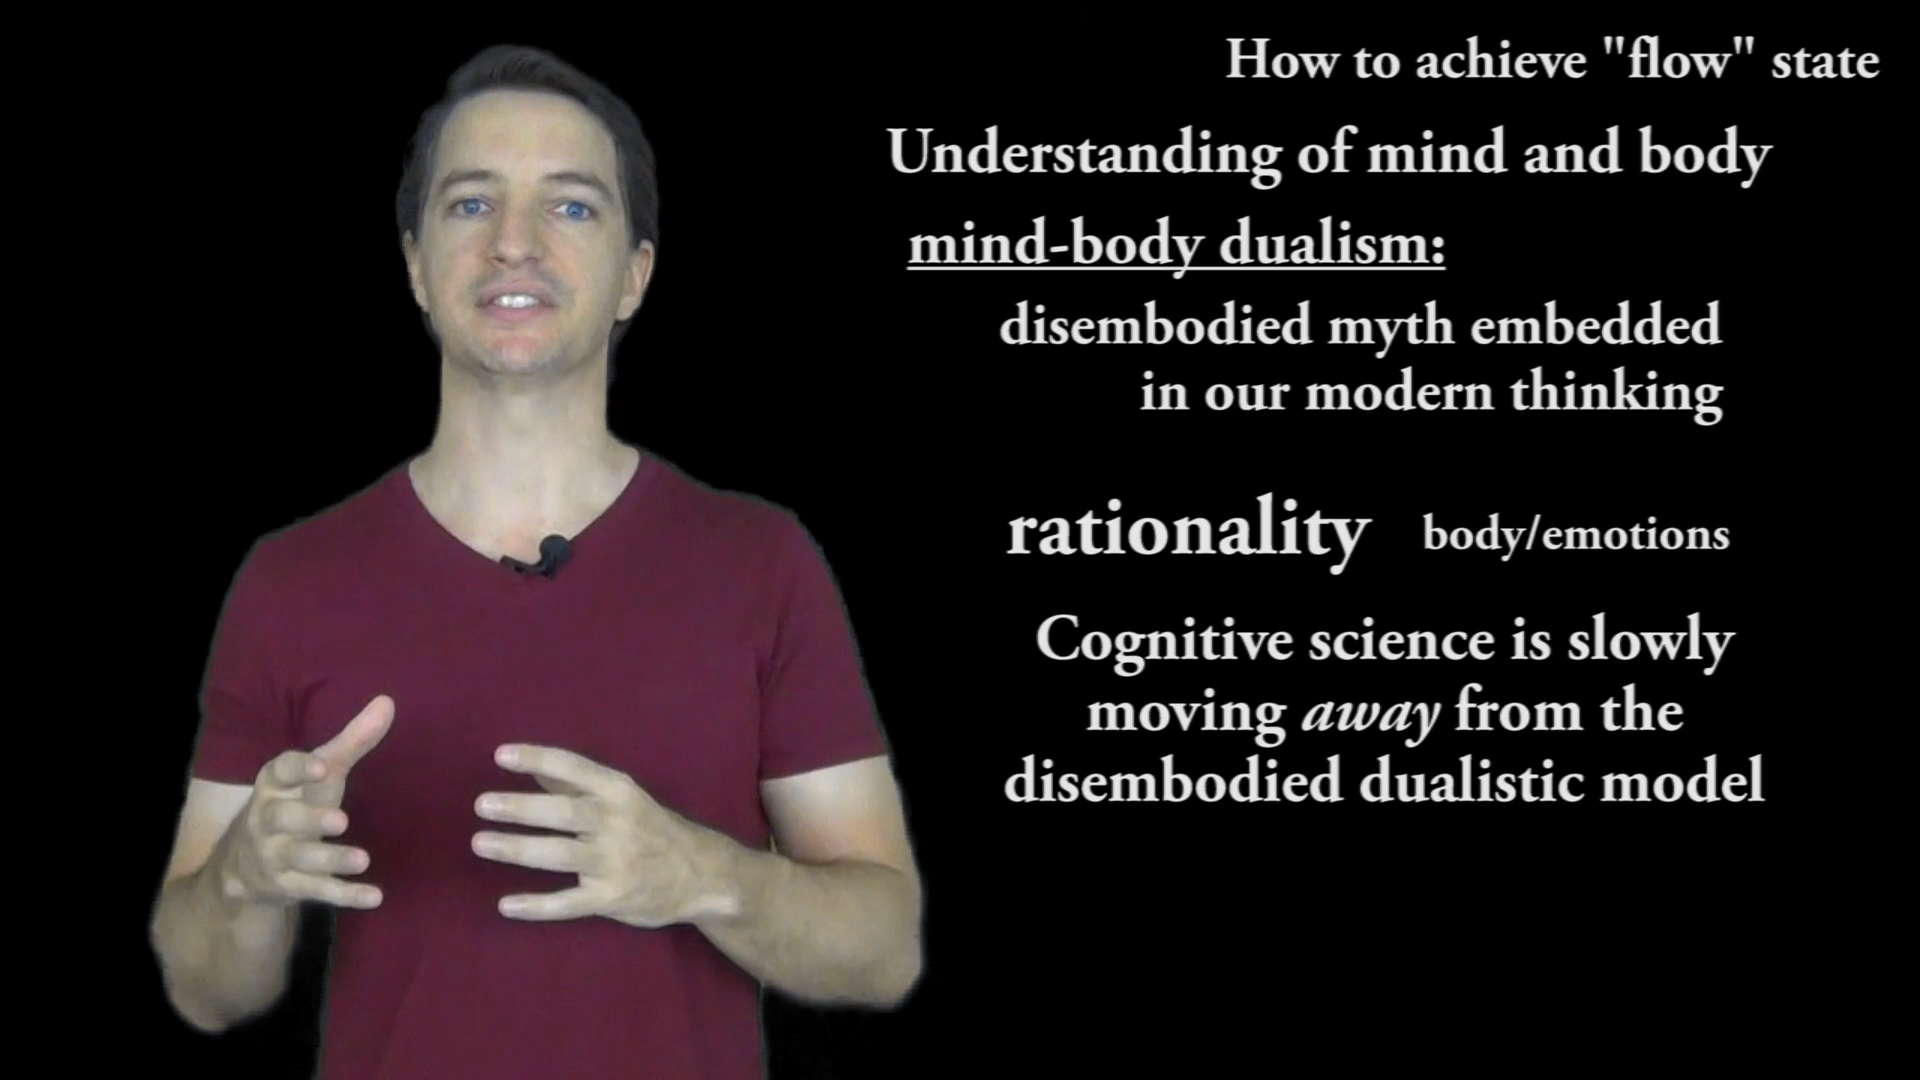 How to achieve "flow" state
Understanding of mind and body
mind-body dualism:
disembodied myth embedded
in our modern thinking
rationality body/emotions
Cognitive science is slowly
moving away from the
disembodied dualistic model